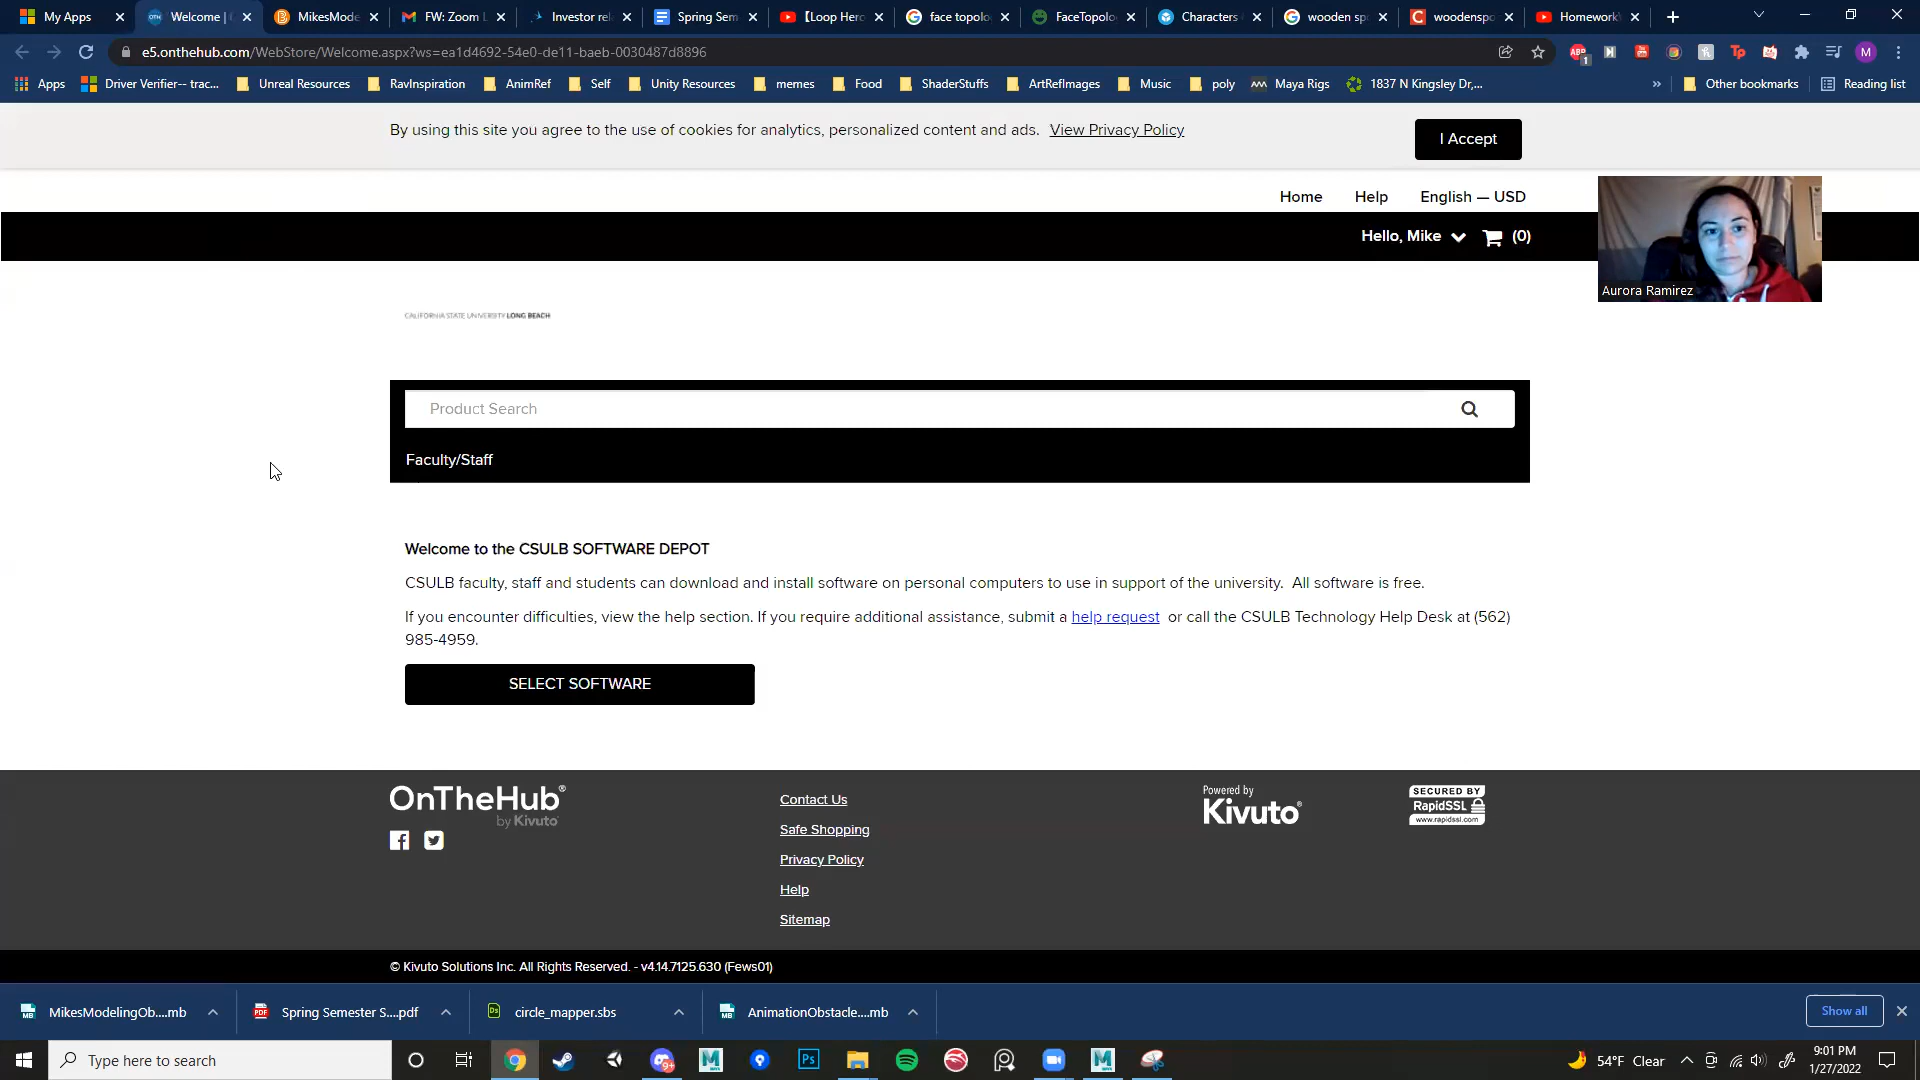 My Apps
Welcome |
MikesMode
FW: Zoom L
Investor rel
Spring Sem
【Loop Hero
face topolo
FaceTopolo
Characters
wooden sp
woodenspo
Homework
e5.onthehub.com/WebStore/Welcome.aspx?ws=ea1d4692-54e0-de11-baeb-0030487d8896
Apps
Driver Verifier-- trac...
Unreal Resources
RavInspiration
AnimRef
Self
Unity Resources
memes
Food
ShaderStuffs
ArtRefImages
Music
poly
Maya Rigs
1837 N Kingsley Dr,...
»
Other bookmarks
Reading list
By using this site you agree to the use of cookies for analytics, personalized content and ads. View Privacy Policy
I Accept
Home
Help
English — USD
Hello, Mike
(0)
Aurora Ramirez
CALIFORNIA STATE UNIVERSITY LONG BEACH
Product Search
Faculty/Staff
Welcome to the CSULB SOFTWARE DEPOT
CSULB faculty, staff and students can download and install software on personal computers to use in support of the university. All software is free.
If you encounter difficulties, view the help section. If you require additional assistance, submit a help request or call the CSULB Technology Help Desk at (562)
985-4959.
SELECT SOFTWARE
OnTheHub®
by Kivuto
Contact Us
Safe Shopping
Privacy Policy
Help
Sitemap
Powered by
Kivuto®
SECURED BY
RapidSSL
www.rapidssl.com
© Kivuto Solutions Inc. All Rights Reserved. - v4.14.7125.630 (Fews01)
MikesModelingOb....mb
Spring Semester S....pdf
circle_mapper.sbs
AnimationObstacle....mb
Show all
Type here to search
54°F Clear
9:01 PM
1/27/2022